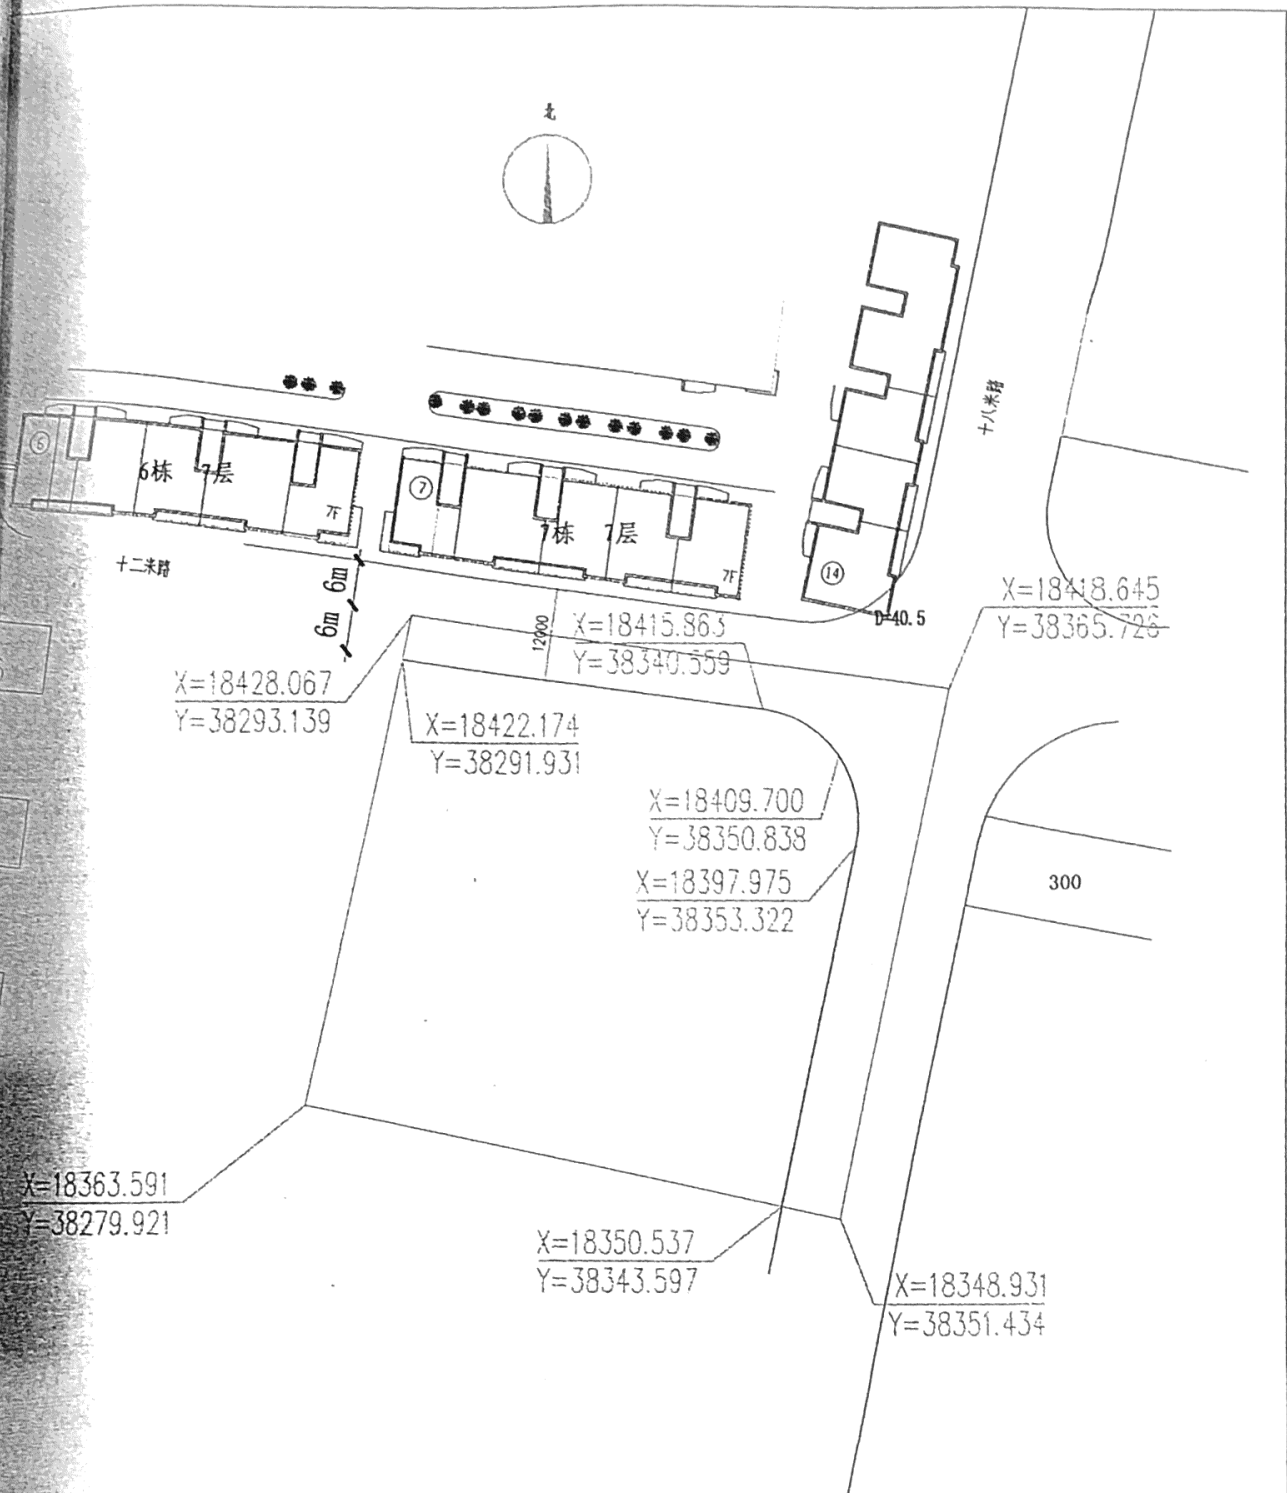 北
十八米路
⑥
6栋 7层
7F
⑦
7栋 7层
7F
⑭
十二米路
6m
6m
12000
D=40.5
X=18415.863
Y=38340.559
X=18418.645
Y=38365.726
X=18428.067
Y=38293.139
X=18422.174
Y=38291.931
X=18409.700
Y=38350.838
X=18397.975
Y=38353.322
300
X=18363.591
Y=38279.921
X=18350.537
Y=38343.597
X=18348.931
Y=38351.434